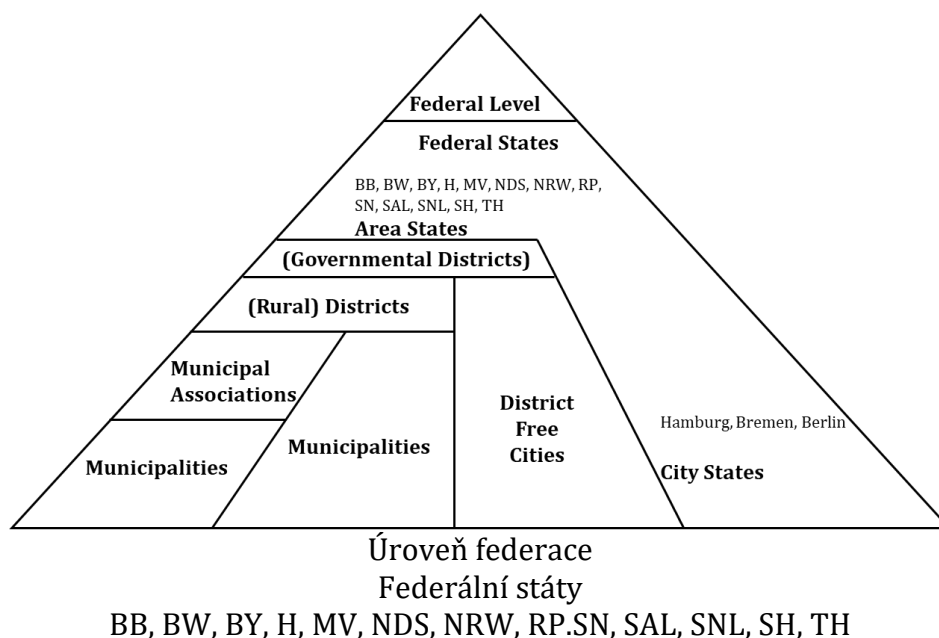 Federal Level
Federal States
BB, BW, BY, H, MV, NDS, NRW, RP,
SN, SAL, SNL, SH, TH
Area States
(Governmental Districts)
(Rural) Districts
Municipal
Associations
Municipalities
Municipalities
District
Free
Cities
Hamburg, Bremen, Berlin
City States
Úroveň federace
Federální státy
BB, BW, BY, H, MV, NDS, NRW, RP.SN, SAL, SNL, SH, TH